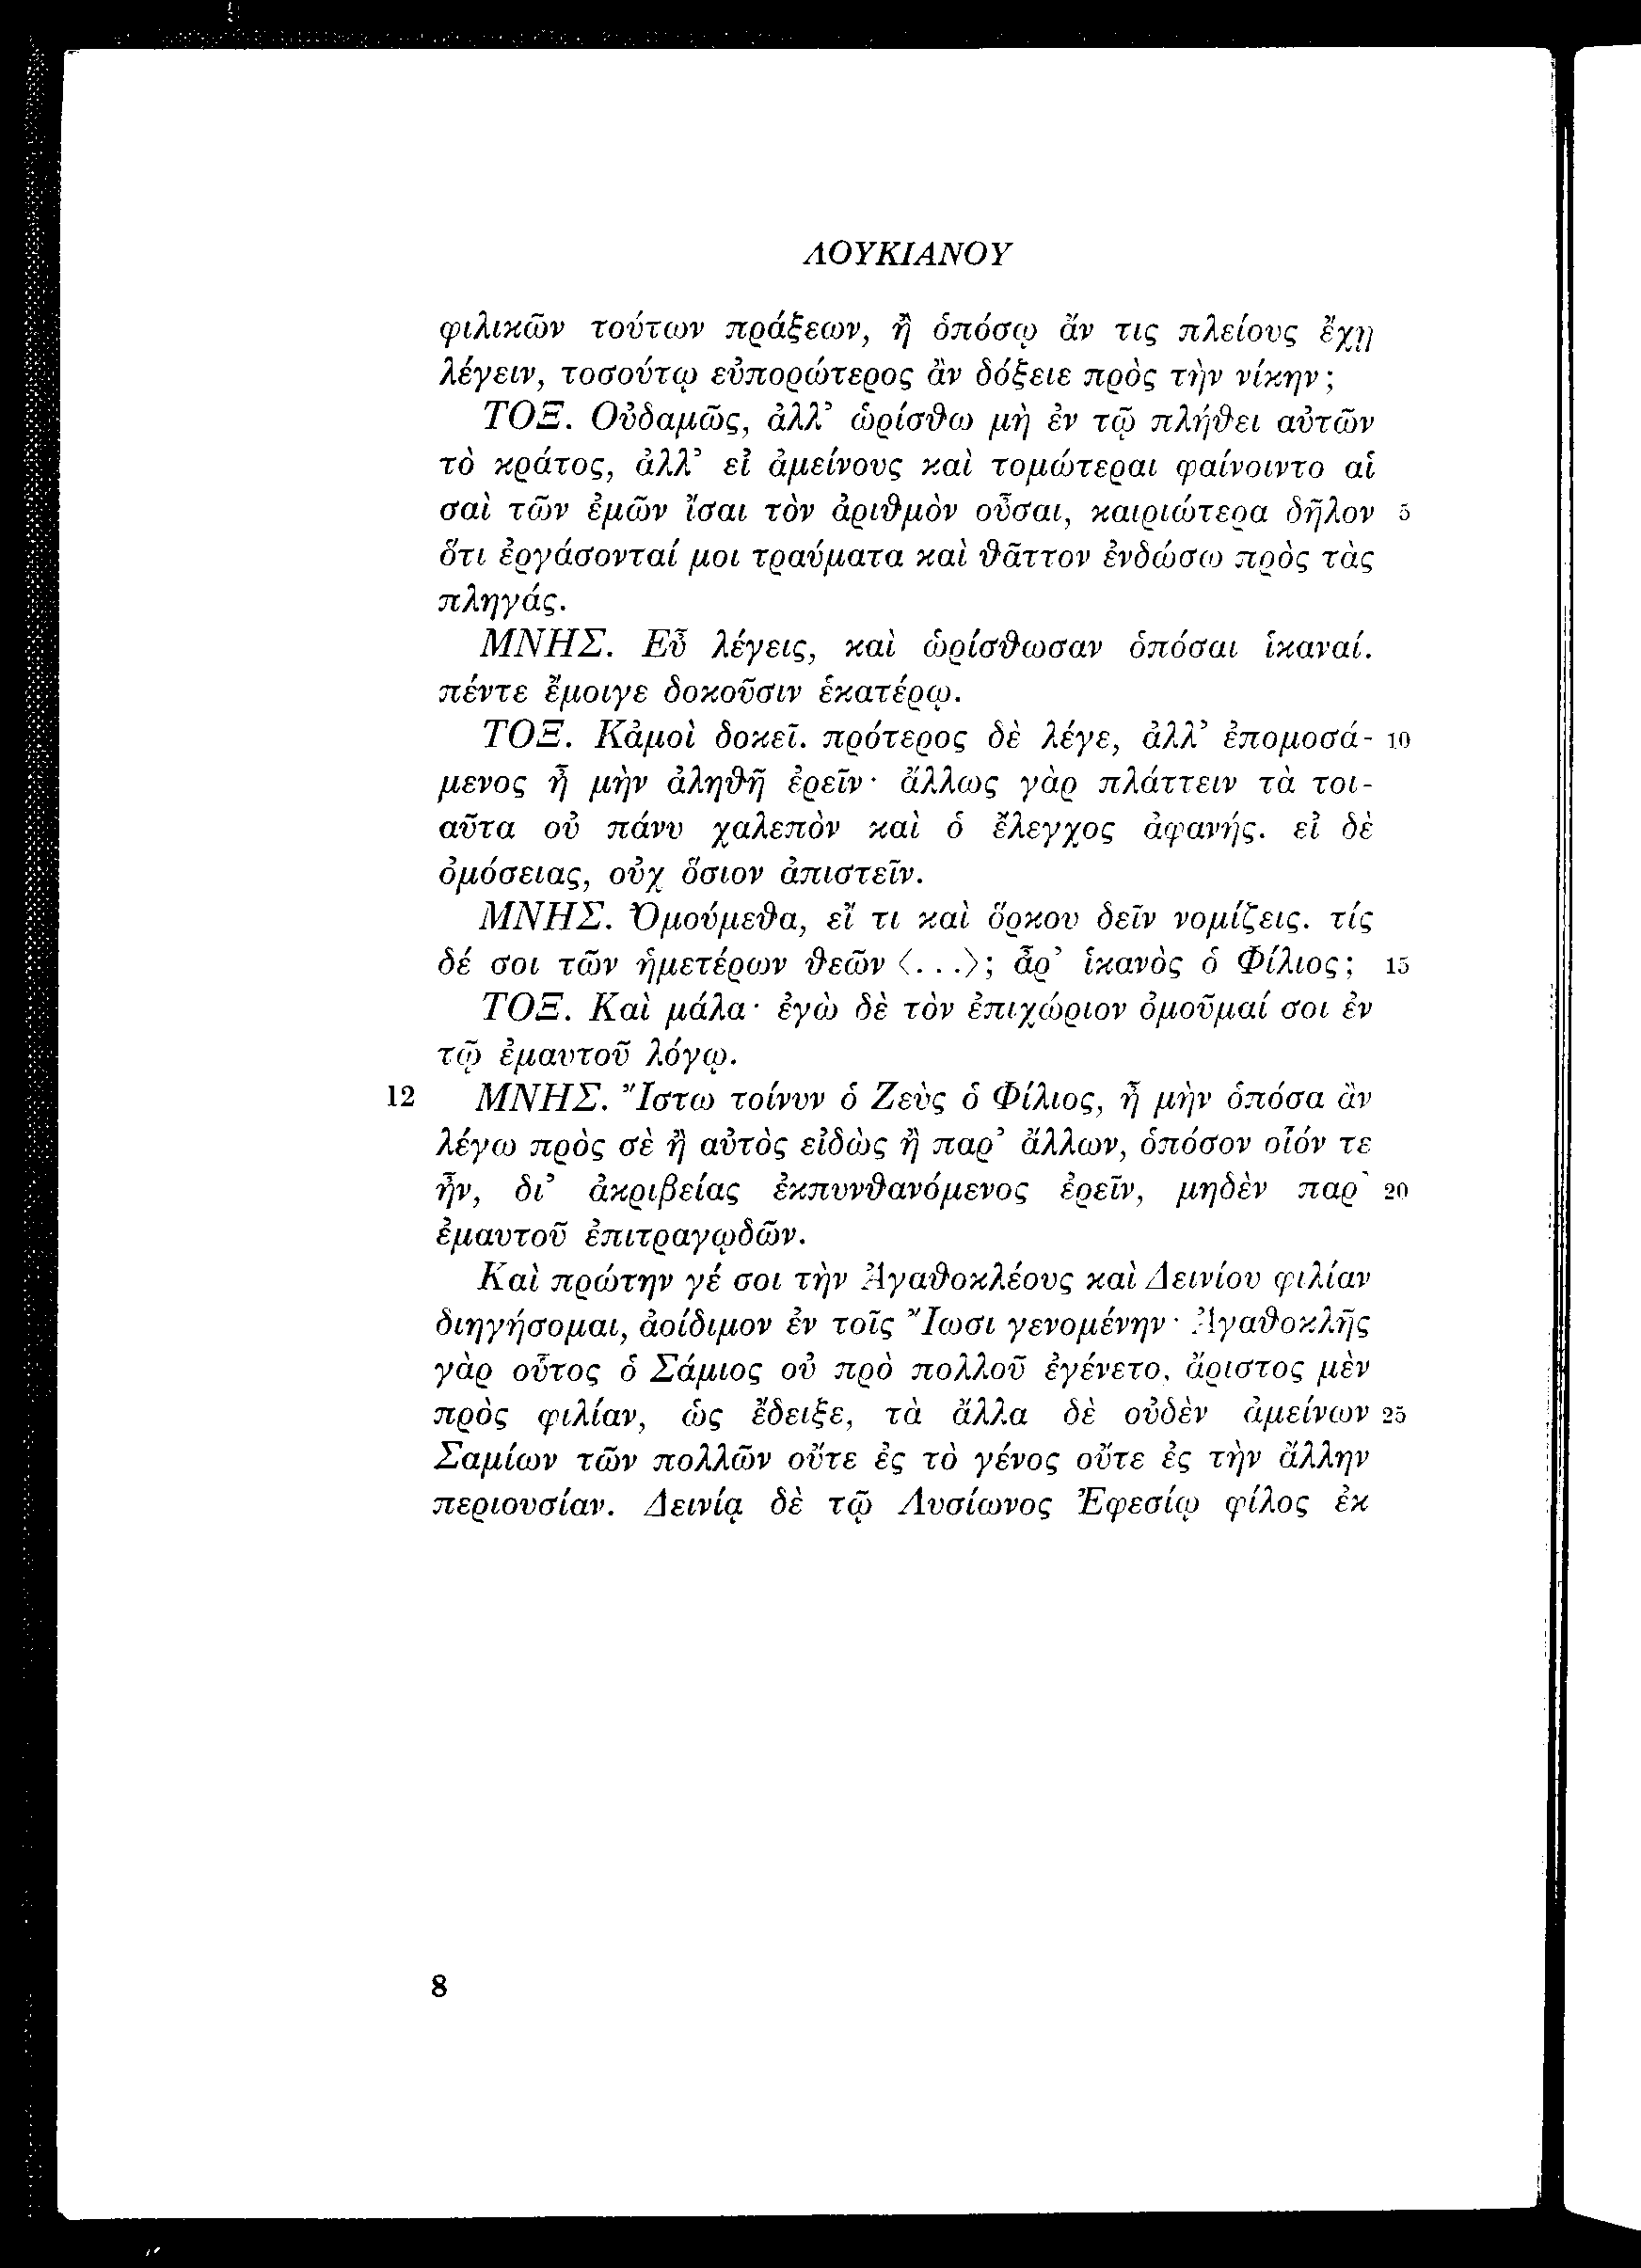 ΛΟΥΚΙΑΝΟΥ
φιλικῶν τούτων πράξεων, ἢ ὁπόσῳ ἄν τις πλείους ἔχῃ
λέγειν, τοσούτῳ εὐπορώτερος ἂν δόξειε πρὸς τὴν νίκην;
ΤΟΞ. Οὐδαμῶς, ἀλλ’ ὡρίσθω μὴ ἐν τῷ πλήθει αὐτῶν
τὸ κράτος, ἀλλ’ εἰ ἀμείνους καὶ τομώτεραι φαίνοιντο αἱ
σαὶ τῶν ἐμῶν ἴσαι τὸν ἀριθμὸν οὖσαι, καιριώτερα δῆλον 5
ὅτι ἐργάσονταί μοι τραύματα καὶ θᾶττον ἐνδώσω πρὸς τὰς
πληγάς.
ΜΝΗΣ. Εὖ λέγεις, καὶ ὡρίσθωσαν ὁπόσαι ἱκαναί.
πέντε ἔμοιγε δοκοῦσιν ἑκατέρῳ.
ΤΟΞ. Κἀμοὶ δοκεῖ. πρότερος δὲ λέγε, ἀλλ’ ἐπομοσά- 10
μενος ἦ μὴν ἀληθῆ ἐρεῖν· ἄλλως γὰρ πλάττειν τὰ τοι-
αῦτα οὐ πάνυ χαλεπὸν καὶ ὁ ἔλεγχος ἀφανής. εἰ δὲ
ὀμόσειας, οὐχ ὅσιον ἀπιστεῖν.
ΜΝΗΣ. Ὀμούμεθα, εἴ τι καὶ ὅρκου δεῖν νομίζεις. τίς
δέ σοι τῶν ἡμετέρων θεῶν <...>; ἆρ’ ἱκανὸς ὁ Φίλιος; 15
ΤΟΞ. Καὶ μάλα· ἐγὼ δὲ τὸν ἐπιχώριον ὀμοῦμαί σοι ἐν
τῷ ἐμαυτοῦ λόγῳ.
12 ΜΝΗΣ. Ἴστω τοίνυν ὁ Ζεὺς ὁ Φίλιος, ἦ μὴν ὁπόσα ἂν
λέγω πρὸς σὲ ἢ αὐτὸς εἰδὼς ἢ παρ’ ἄλλων, ὁπόσον οἷόν τε
ἦν, δι’ ἀκριβείας ἐκπυνθανόμενος ἐρεῖν, μηδὲν παρ’ 20
ἐμαυτοῦ ἐπιτραγῳδῶν.
Καὶ πρώτην γέ σοι τὴν Ἀγαθοκλέους καὶ Δεινίου φιλίαν
διηγήσομαι, ἀοίδιμον ἐν τοῖς Ἴωσι γενομένην· Ἀγαθοκλῆς
γὰρ οὗτος ὁ Σάμιος οὐ πρὸ πολλοῦ ἐγένετο, ἄριστος μὲν
πρὸς φιλίαν, ὡς ἔδειξε, τὰ ἄλλα δὲ οὐδὲν ἀμείνων 25
Σαμίων τῶν πολλῶν οὔτε ἐς τὸ γένος οὔτε ἐς τὴν ἄλλην
περιουσίαν. Δεινίᾳ δὲ τῷ Λυσίωνος Ἐφεσίῳ φίλος ἐκ
8